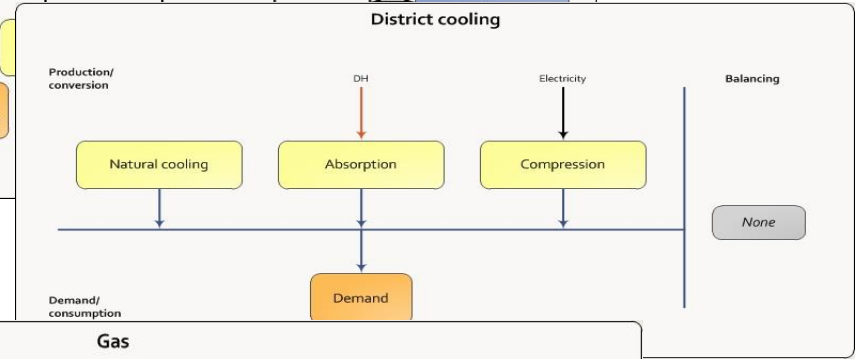 District cooling
Production/
conversion
DH
Electricity
Balancing
Natural cooling
Absorption
Compression
None
Demand
Demand/
consumption
Gas